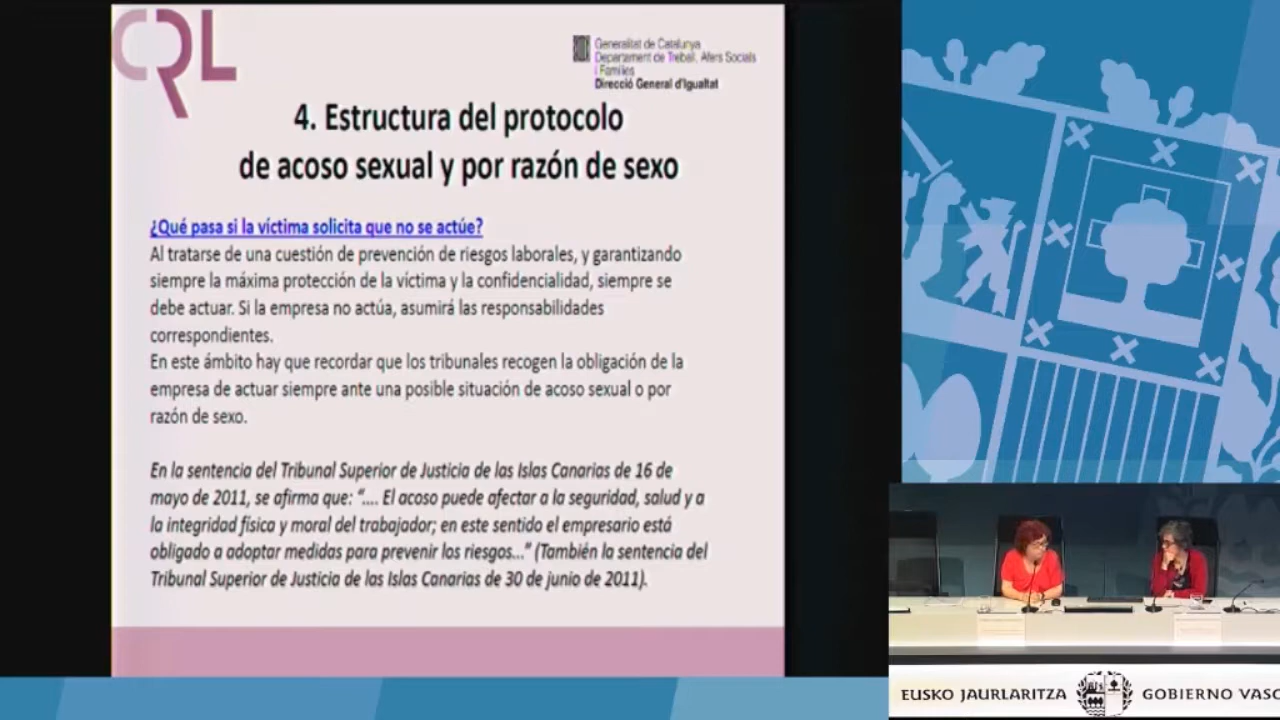 CRL
Generalitat de Catalunya
Departament de Treball, Afers Socials
i Famílies
Direcció General d'Igualtat
4. Estructura del protocolo
de acoso sexual y por razón de sexo
¿Qué pasa si la víctima solicita que no se actúe?
Al tratarse de una cuestión de prevención de riesgos laborales, y garantizando
siempre la máxima protección de la víctima y la confidencialidad, siempre se
debe actuar. Si la empresa no actúa, asumirá las responsabilidades
correspondientes.
En este ámbito hay que recordar que los tribunales recogen la obligación de la
empresa de actuar siempre ante una posible situación de acoso sexual o por
razón de sexo.
En la sentencia del Tribunal Superior de Justicia de las Islas Canarias de 16 de
mayo de 2011, se afirma que: “.... El acoso puede afectar a la seguridad, salud y a
la integridad física y moral del trabajador; en este sentido el empresario está
obligado a adoptar medidas para prevenir los riesgos...” (También la sentencia del
Tribunal Superior de Justicia de las Islas Canarias de 30 de junio de 2011).
EUSKO JAURLARITZA GOBIERNO VASC